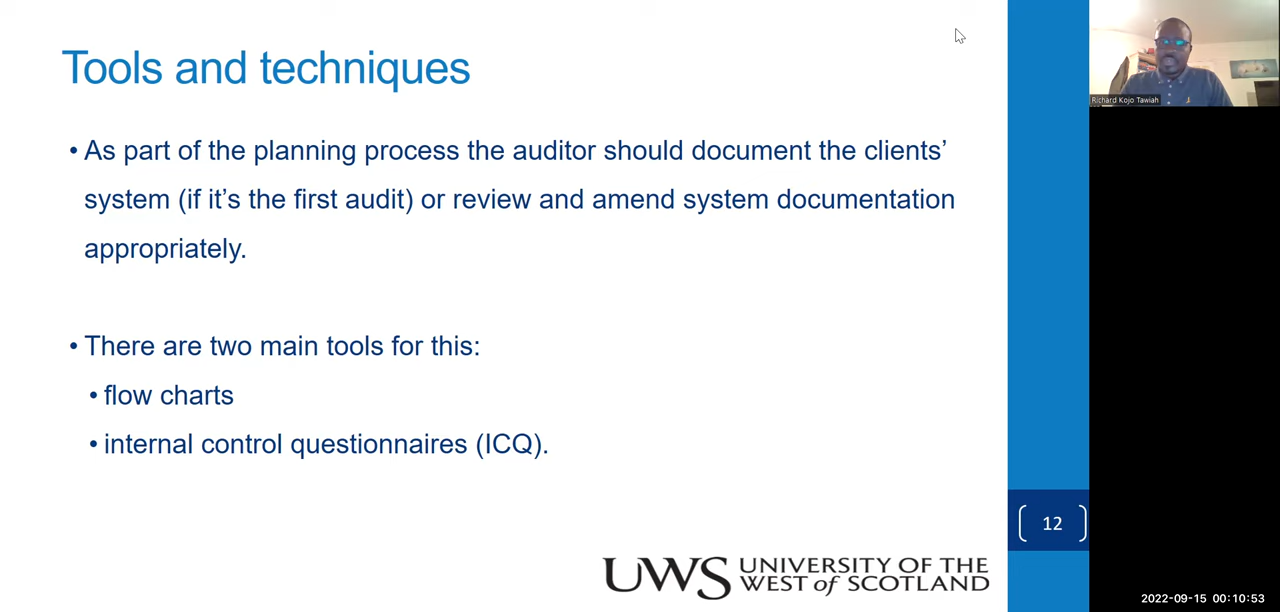 Tools and techniques
• As part of the planning process the auditor should document the clients’
system (if it’s the first audit) or review and amend system documentation
appropriately.
• There are two main tools for this:
• flow charts
• internal control questionnaires (ICQ).
12
UWS UNIVERSITY OF THE
WEST of SCOTLAND
Richard Kojo Tawiah
2022-09-15 00:10:53